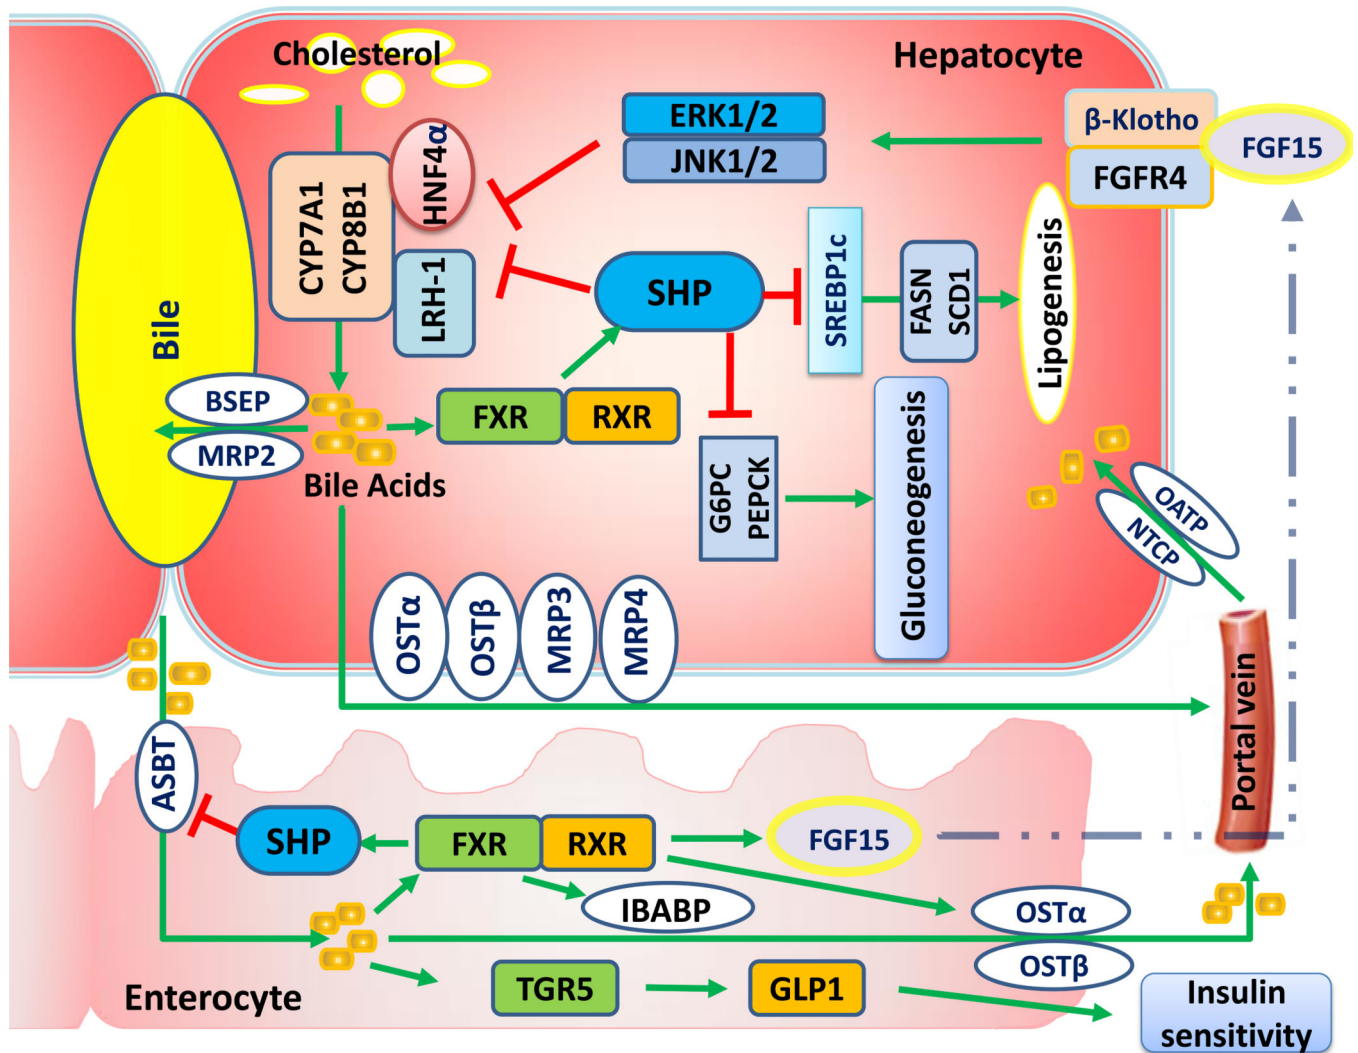 Cholesterol
Hepatocyte
ERK1/2
JNK1/2
β-Klotho
FGFR4
FGF15
CYP7A1
CYP8B1
HNF4α
LRH-1
SHP
SREBP1c
FASN
SCD1
Lipogenesis
Bile
BSEP
MRP2
Bile Acids
FXR
RXR
G6PC
PEPCK
Gluconeogenesis
OATP
NTCP
OSTα
OSTβ
MRP3
MRP4
Portal vein
ASBT
SHP
FXR
RXR
FGF15
IBABP
OSTα
OSTβ
TGR5
GLP1
Enterocyte
Insulin
sensitivity